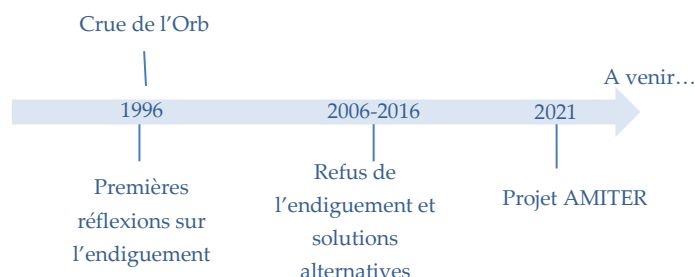 Crue de l’Orb
A venir…
1996
2006-2016
2021
Premières
réflexions sur
l’endiguement
Refus de
l’endiguement et
solutions
alternatives
Projet AMITER